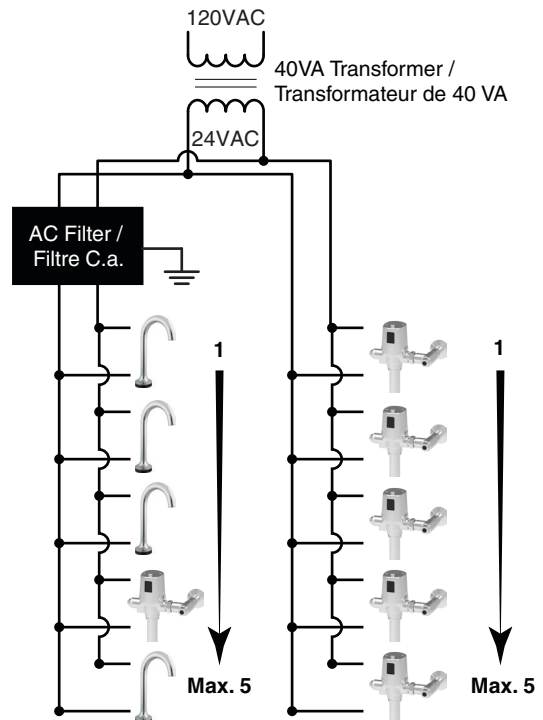 120VAC
40VA Transformer /
Transformateur de 40 VA
24VAC
AC Filter /
Filtre C.a.
1
1
Max. 5
Max. 5